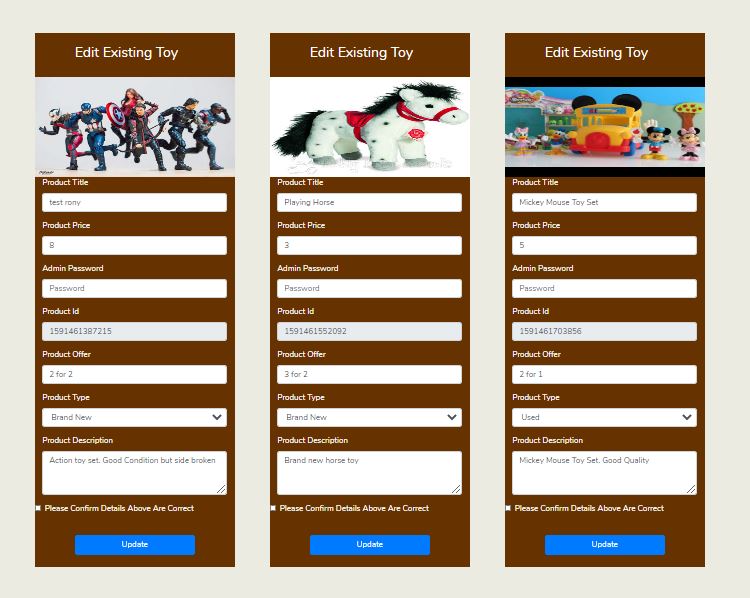 Edit Existing Toy
Product Title
test rony
Product Price
8
Admin Password
Password
Product Id
1591461387215
Product Offer
2 for 2
Product Type
Brand New
Product Description
Action toy set. Good Condition but side broken
Please Confirm Details Above Are Correct
Update
Edit Existing Toy
Product Title
Playing Horse
Product Price
3
Admin Password
Password
Product Id
1591461552092
Product Offer
3 for 2
Product Type
Brand New
Product Description
Brand new horse toy
Please Confirm Details Above Are Correct
Update
Edit Existing Toy
Product Title
Mickey Mouse Toy Set
Product Price
5
Admin Password
Password
Product Id
1591461703856
Product Offer
2 for 1
Product Type
Used
Product Description
Mickey Mouse Toy Set. Good Quality
Please Confirm Details Above Are Correct
Update